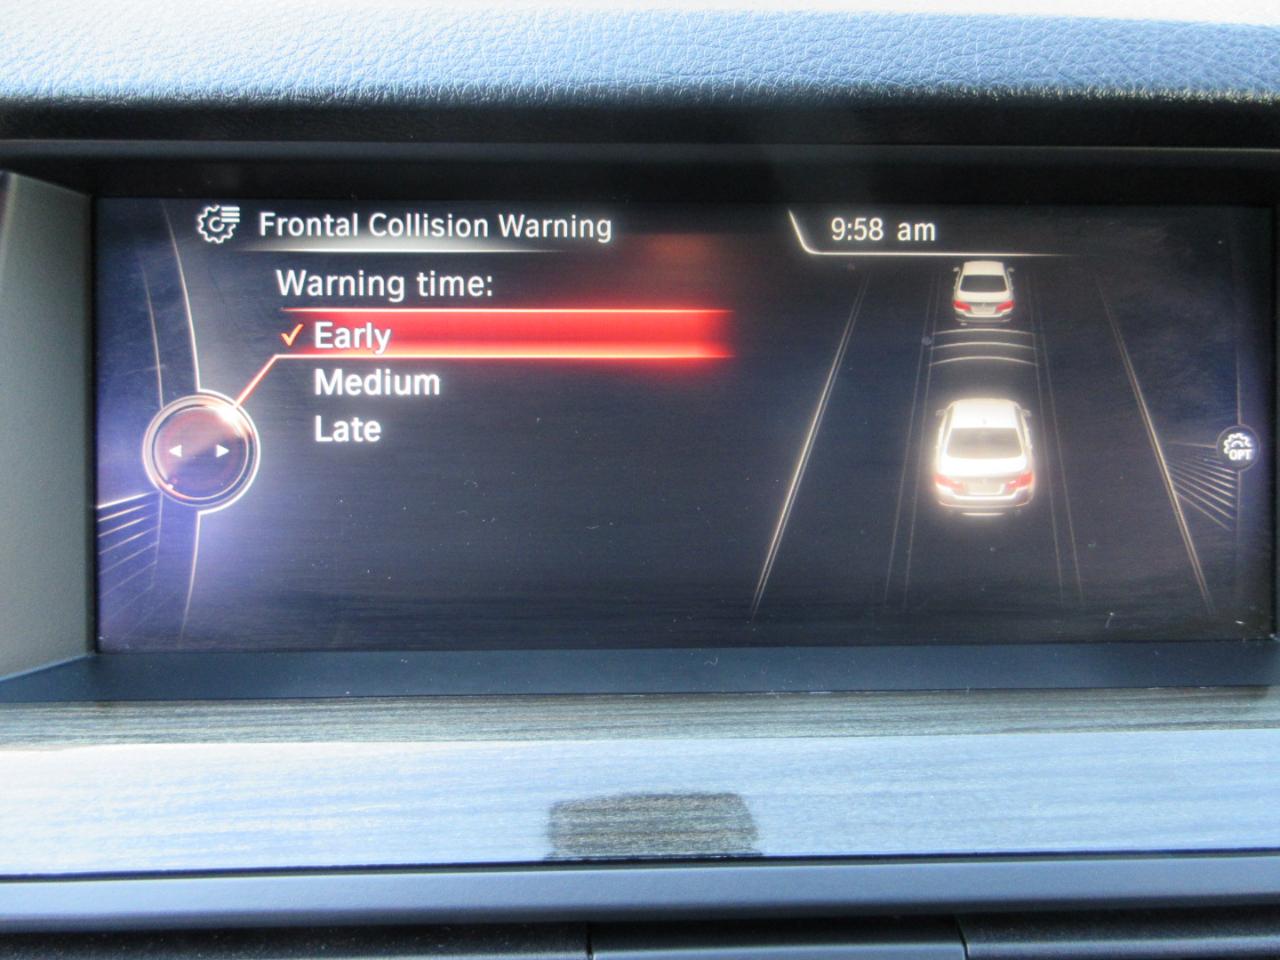 Frontal Collision Warning
9:58 am
Warning time:
✓ Early
Medium
Late
OPT